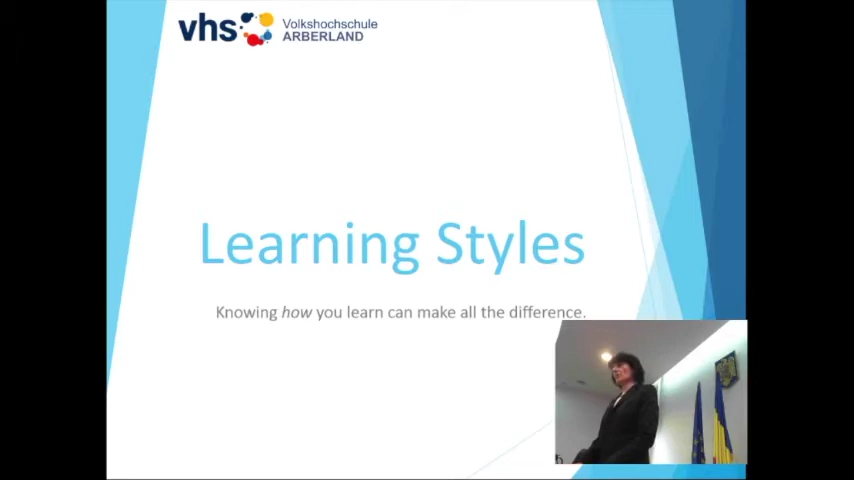 vhs Volkshochschule
ARBERLAND
Learning Styles
Knowing how you learn can make all the difference.